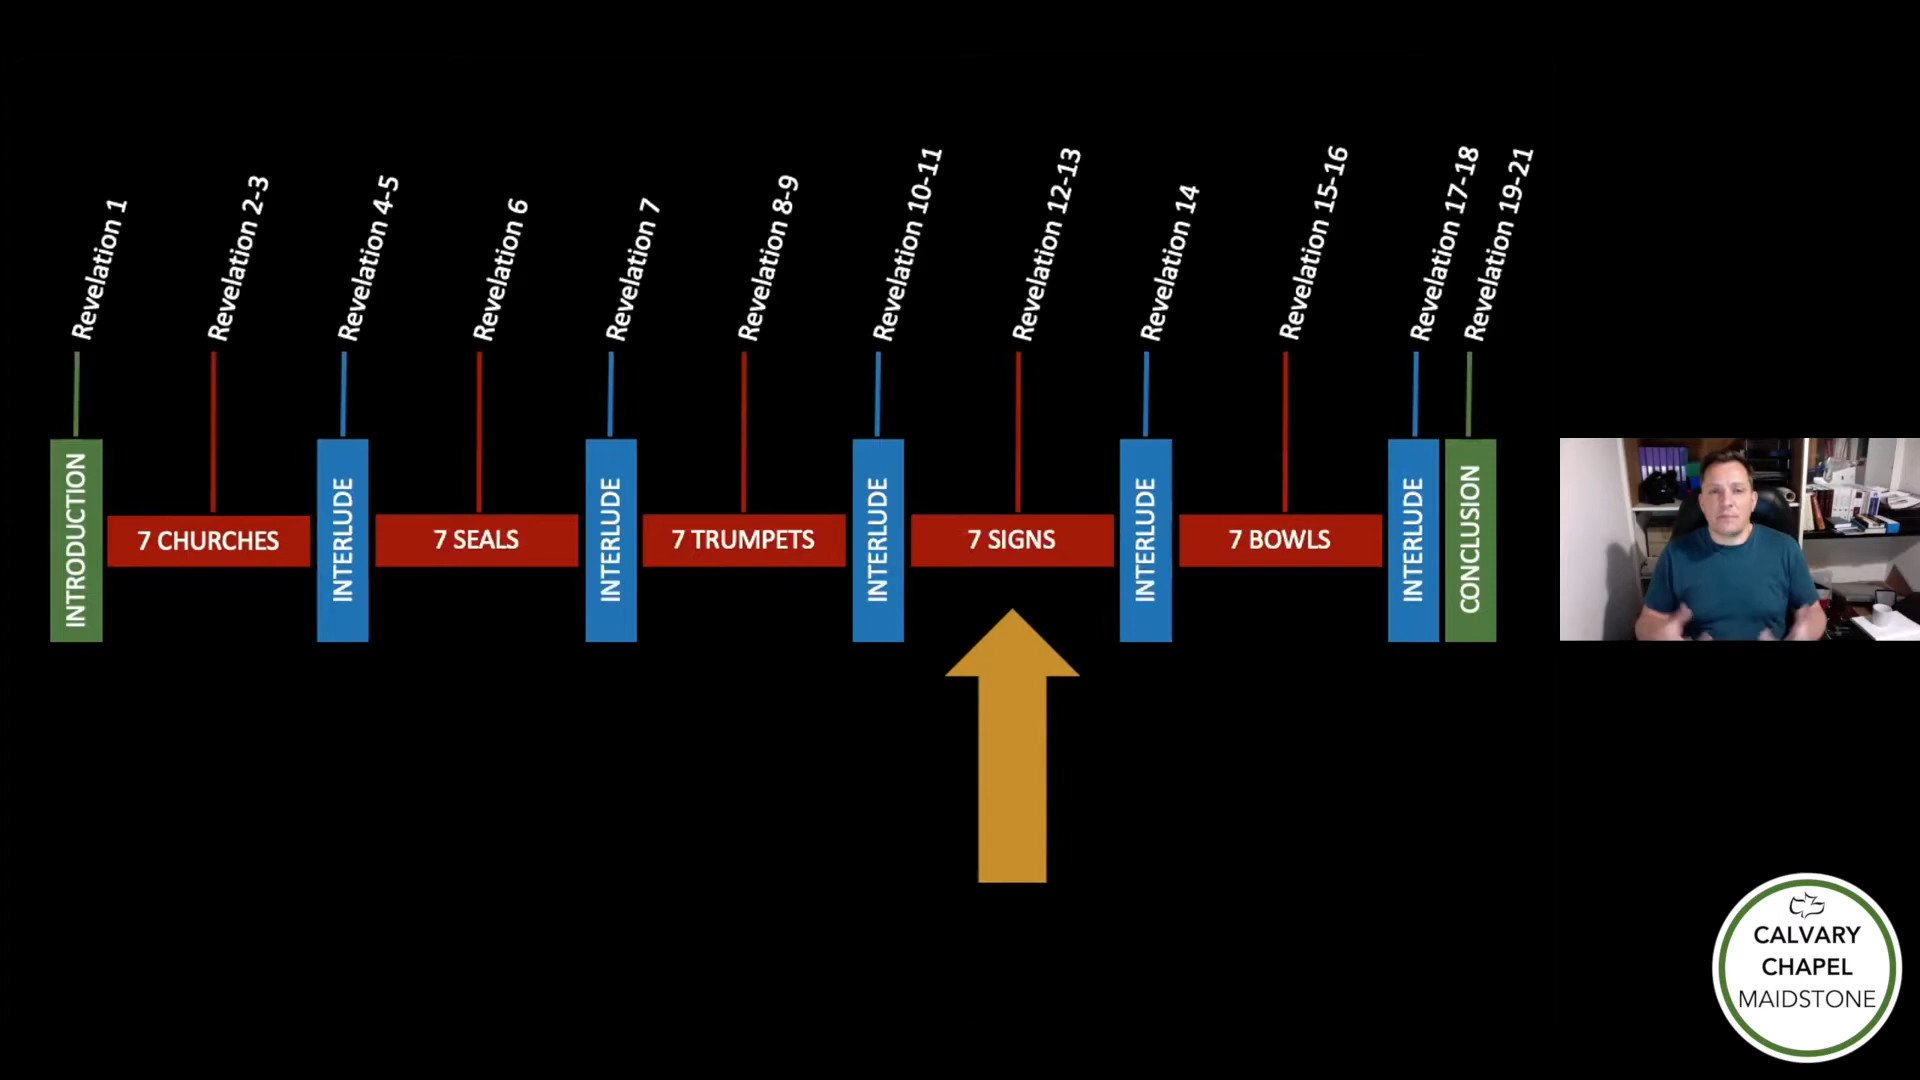 Revelation 1
Revelation 2-3
Revelation 4-5
Revelation 6
Revelation 7
Revelation 8-9
Revelation 10-11
Revelation 12-13
Revelation 14
Revelation 15-16
Revelation 17-18
Revelation 19-21
INTRODUCTION
7 CHURCHES
INTERLUDE
7 SEALS
INTERLUDE
7 TRUMPETS
INTERLUDE
7 SIGNS
INTERLUDE
7 BOWLS
INTERLUDE
CONCLUSION
CALVARY
CHAPEL
MAIDSTONE